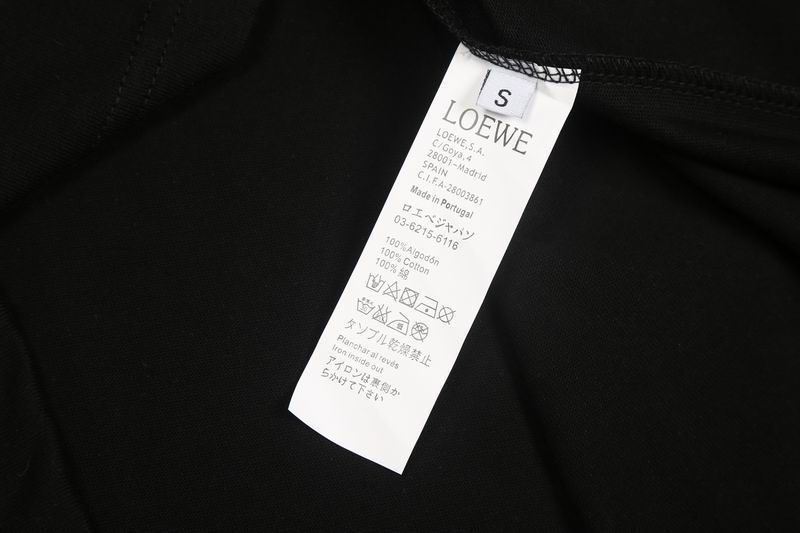 S
LOEWE
LOEWE,S.A.
C/Goya,4
28001-Madrid
SPAIN
C.I.F.A-28003861
Made in Portugal
ロエベジャパソ
03-6215-6116
100%Algodón
100% Cotton
100% 綿
タソブル乾燥禁止
Planchar al revés
Iron inside out
アイロンは裏側か
らかけて下さい